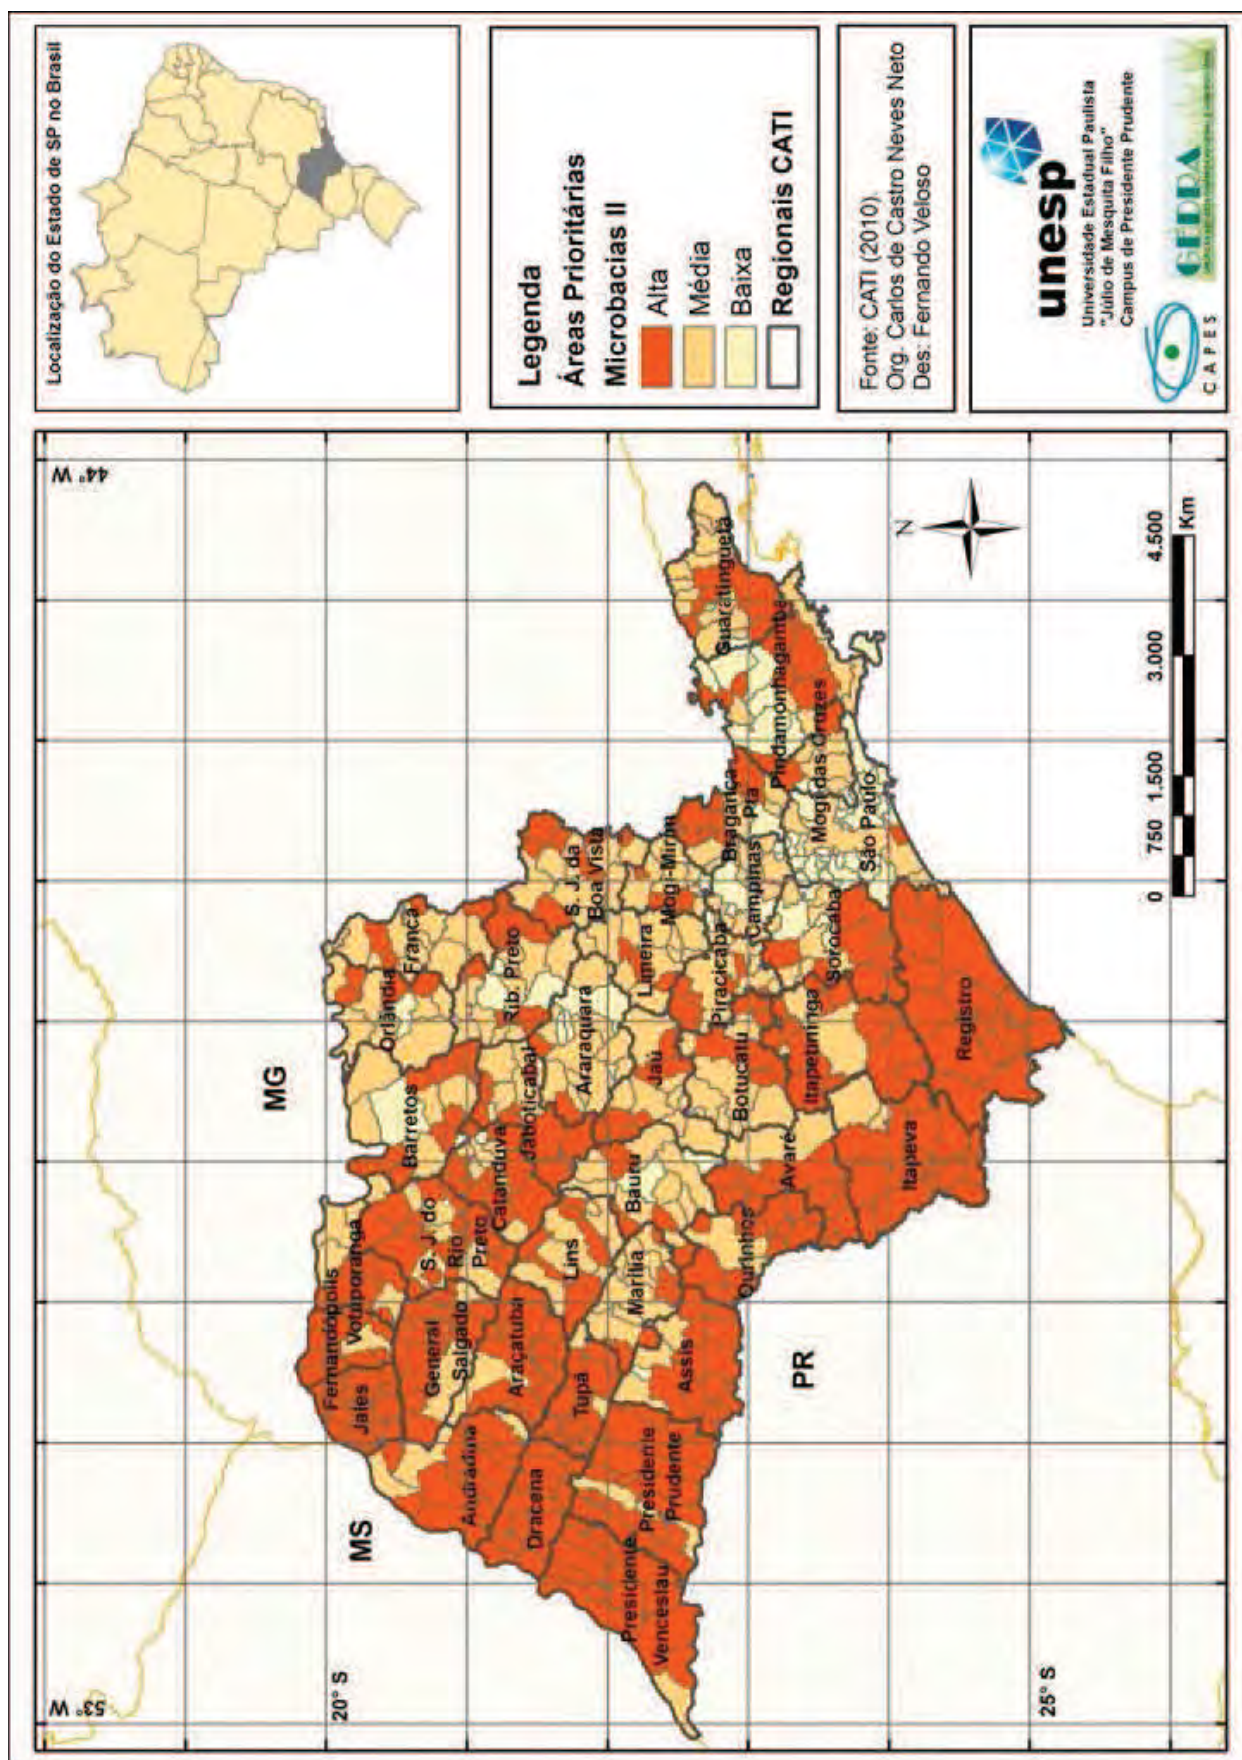 53° W
44° W
20° S
25° S
MS
MG
PR
Fernandópolis
Votuporanga
Jales
General
Salgado
S. J. do
Rio
Preto
Barretos
Orlândia
Franca
Andradina
Araçatuba
Catanduva
Jaboticabal
Rib. Preto
Dracena
Tupã
Lins
Araraquara
S. J. da
Boa Vista
Presidente
Venceslau
Presidente
Prudente
Assis
Marília
Bauru
Jaú
Limeira
Mogi-Mirim
Ourinhos
Botucatu
Piracicaba
Campinas
Bragança
Pta
Avaré
Itapetininga
Sorocaba
Itapeva
Registro
São Paulo
Mogi das Cruzes
Pindamonhagamba
Guaratinguetá
N
0 750 1.500 3.000 4.500
Km
Localização do Estado de SP no Brasil
Legenda
Áreas Prioritárias
Microbacias II
Alta
Média
Baixa
Regionais CATI
Fonte: CATI (2010).
Org. Carlos de Castro Neves Neto
Des: Fernando Veloso
unesp
Universidade Estadual Paulista
"Júlio de Mesquita Filho"
Campus de Presidente Prudente
CAPES
GEDRA